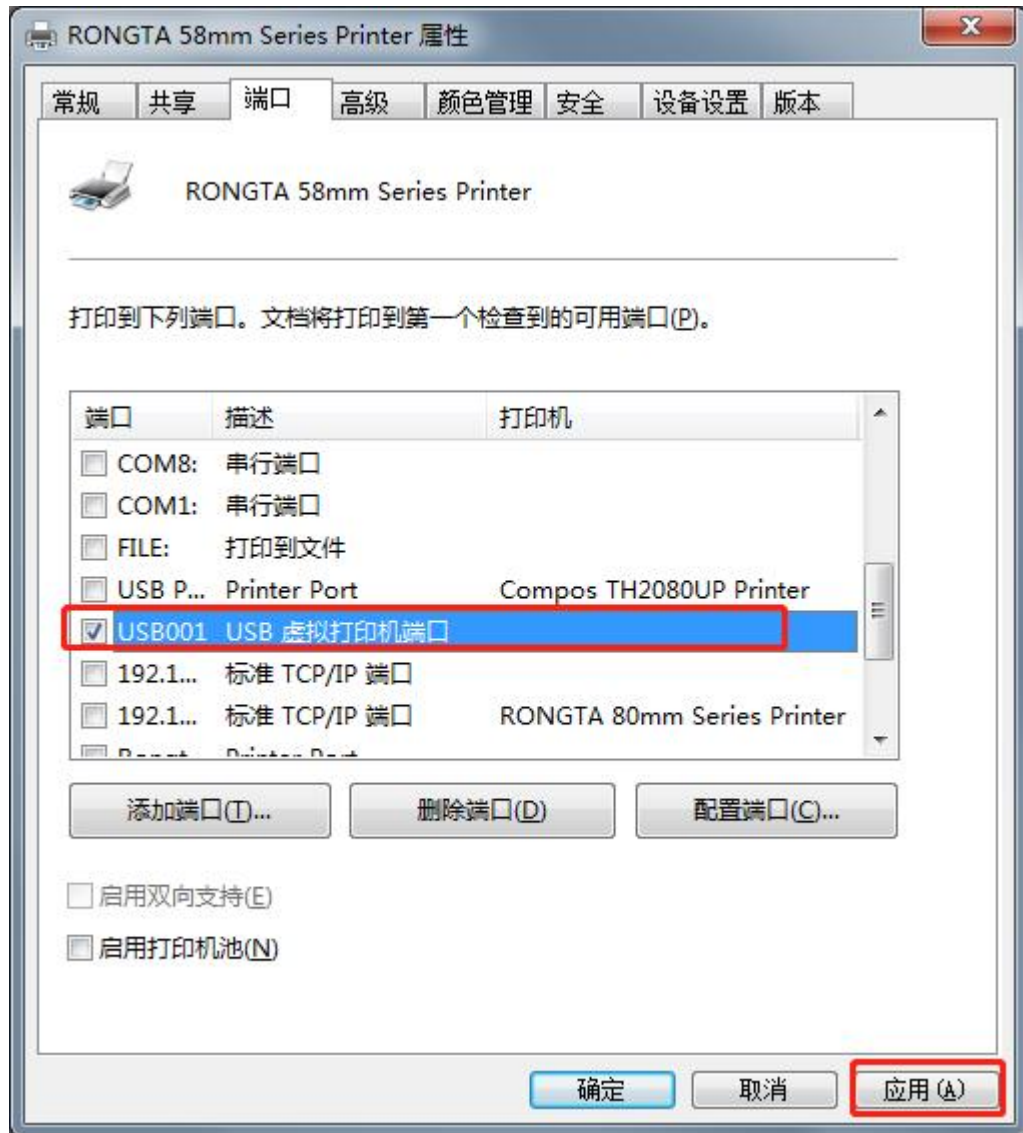 RONGTA 58mm Series Printer 属性
常规 共享 端口 高级 颜色管理 安全 设备设置 版本
RONGTA 58mm Series Printer
打印到下列端口。文档将打印到第一个检查到的可用端口(P)。
端口 描述 打印机
COM8: 串行端口
COM1: 串行端口
FILE: 打印到文件
USB P... Printer Port Compos TH2080UP Printer
USB001 USB 虚拟打印机端口
192.1... 标准 TCP/IP 端口
192.1... 标准 TCP/IP 端口 RONGTA 80mm Series Printer
Printer Port
添加端口(T)... 删除端口(D) 配置端口(C)...
启用双向支持(E)
启用打印机池(N)
确定 取消 应用(A)